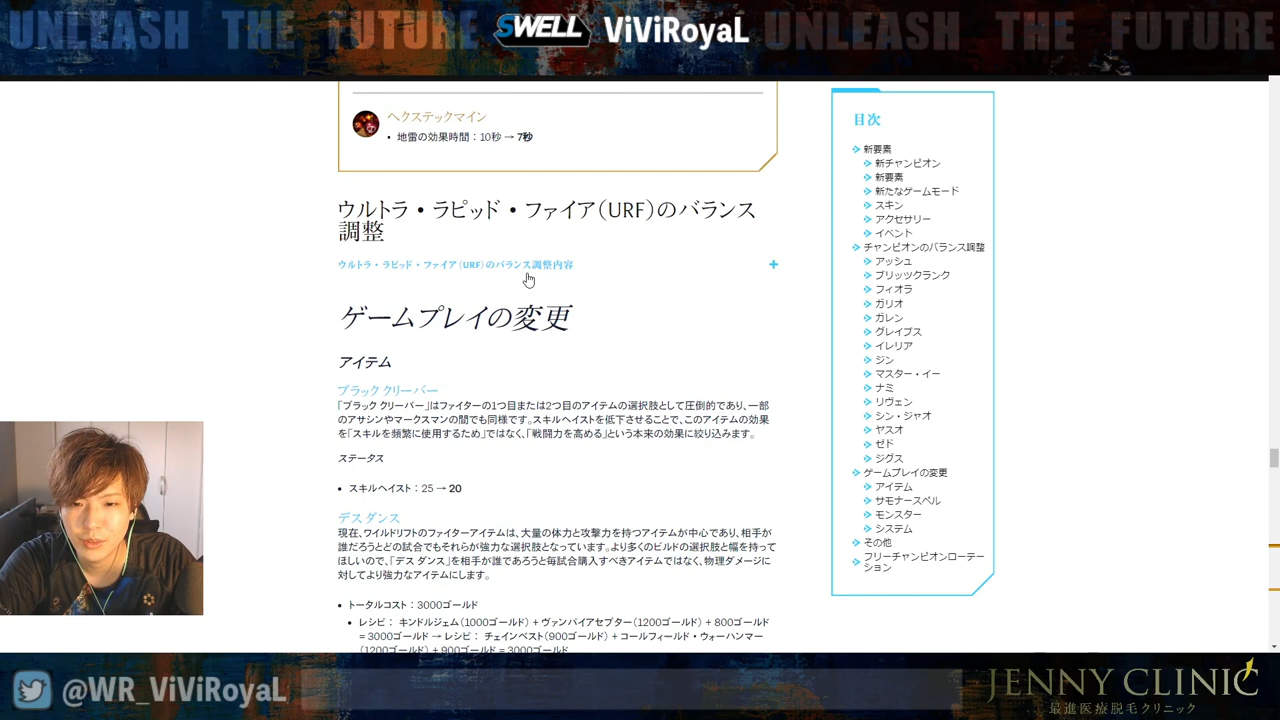 UNLEASH THE FUTURE SWELL ViViRoyaL UNLEASH THE FUTURE
ヘクステックマイン
• 地雷の効果時間：10秒 → 7秒
ウルトラ・ラピッド・ファイア（URF）のバランス
調整
ウルトラ・ラピッド・ファイア（URF）のバランス調整内容 +
ゲームプレイの変更
アイテム
ブラック クリーバー
「ブラック クリーバー」はファイターの1つ目または2つ目のアイテムの選択肢として圧倒的であり、一部
のアサシンやマークスマンの間でも同様です。スキルヘイストを低下させることで、このアイテムの効果
を「スキルを頻繁に使用するため」ではなく、「戦闘力を高める」という本来の効果に絞り込みます。
ステータス
• スキルヘイスト：25 → 20
デス ダンス
現在、ワイルドリフトのファイターアイテムは、大量の体力と攻撃力を持つアイテムが中心であり、相手が
誰だろうとどの試合でもそれらが強力な選択肢となっています。より多くのビルドの選択肢と幅を持って
ほしいので、「デス ダンス」を相手が誰であろうと毎試合購入すべきアイテムではなく、物理ダメージに
対してより強力なアイテムにします。
• トータルコスト：3000ゴールド
• レシピ： キンドルジェム（1000ゴールド） + ヴァンパイアセプター（1200ゴールド） + 800ゴールド
= 3000ゴールド → レシピ： チェインベスト（900ゴールド） + コールフィールド・ウォーハンマー
（1200ゴールド） + 900ゴールド = 3000ゴールド
目次
新要素
新チャンピオン
新要素
新たなゲームモード
スキン
アクセサリー
イベント
チャンピオンのバランス調整
アッシュ
ブリッツクランク
フィオラ
ガリオ
ガレン
グレイブス
イレリア
ジン
マスター・イー
ナミ
リヴェン
シン・ジャオ
ヤスオ
ゼド
ジグス
ゲームプレイの変更
アイテム
サモナースペル
モンスター
システム
その他
フリーチャンピオンローテー
ション
@WR_ViViRoyaL
JENNY CLINIC
最進医療脱毛クリニック